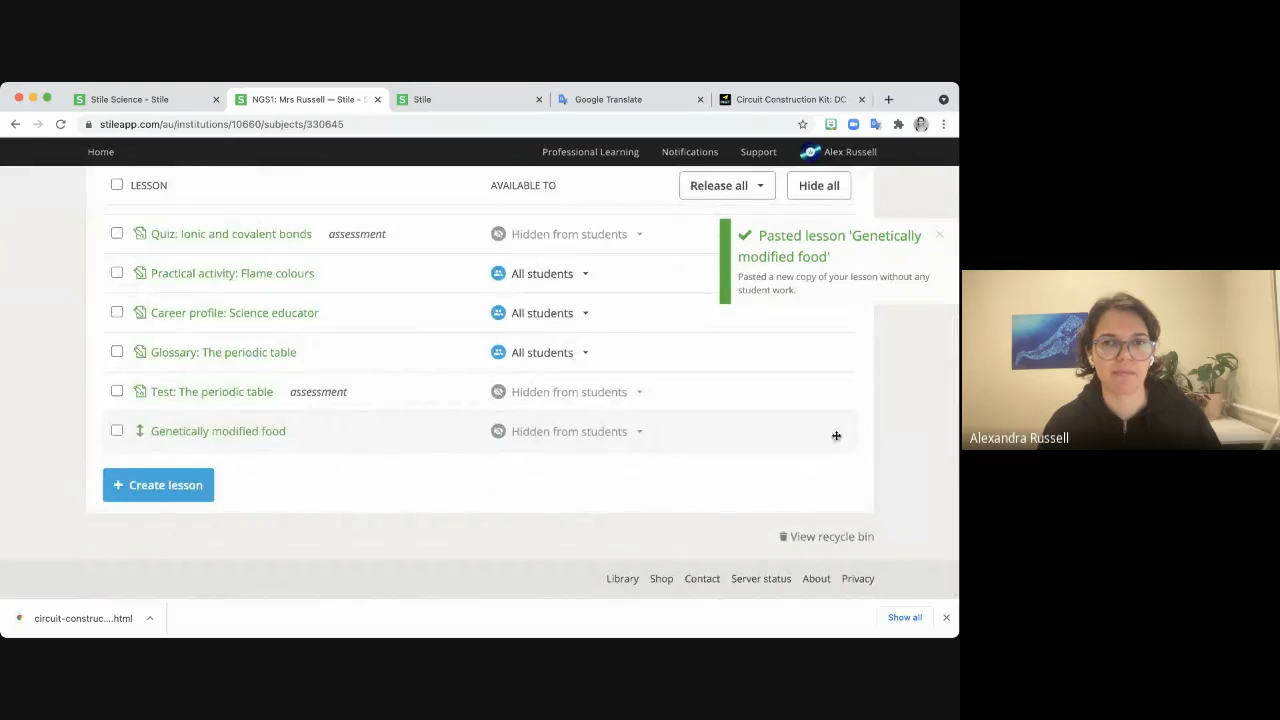 Stile Science - Stile
NGS1: Mrs Russell — Stile - S
Stile
Google Translate
Circuit Construction Kit: DC
stileapp.com/au/institutions/10660/subjects/330645
Home
Professional Learning
Notifications
Support
Alex Russell
LESSON
AVAILABLE TO
Release all
Hide all
Quiz: Ionic and covalent bonds assessment
Hidden from students
Pasted lesson 'Genetically
modified food'
Pasted a new copy of your lesson without any
student work.
Practical activity: Flame colours
All students
Career profile: Science educator
All students
Glossary: The periodic table
All students
Test: The periodic table assessment
Hidden from students
Genetically modified food
Hidden from students
Create lesson
View recycle bin
Library
Shop
Contact
Server status
About
Privacy
circuit-construc....html
Show all
Alexandra Russell